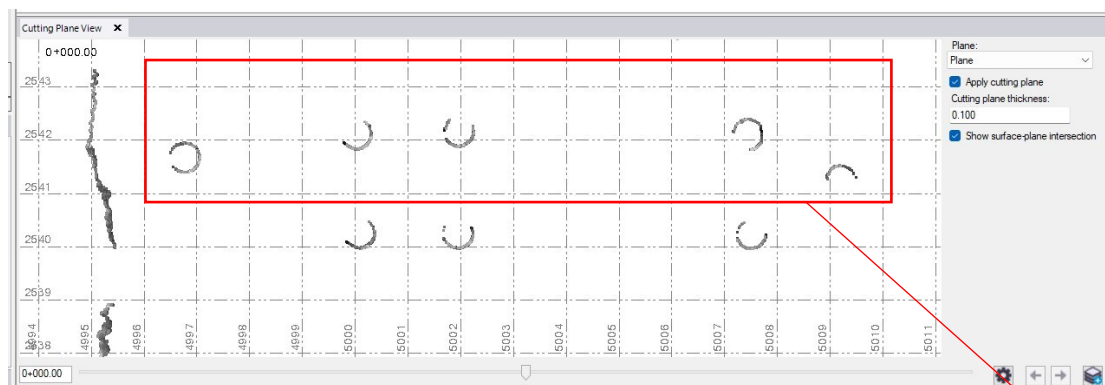 Cutting Plane View X
0+000.00
Plane:
Plane
Apply cutting plane
Cutting plane thickness:
0.100
Show surface-plane intersection
2543
2542
2541
2540
2539
2538
4994 4995 4996 4997 4998 4999 5000 5001 5002 5003 5004 5005 5006 5007 5008 5009 5010 5011
0+000.00